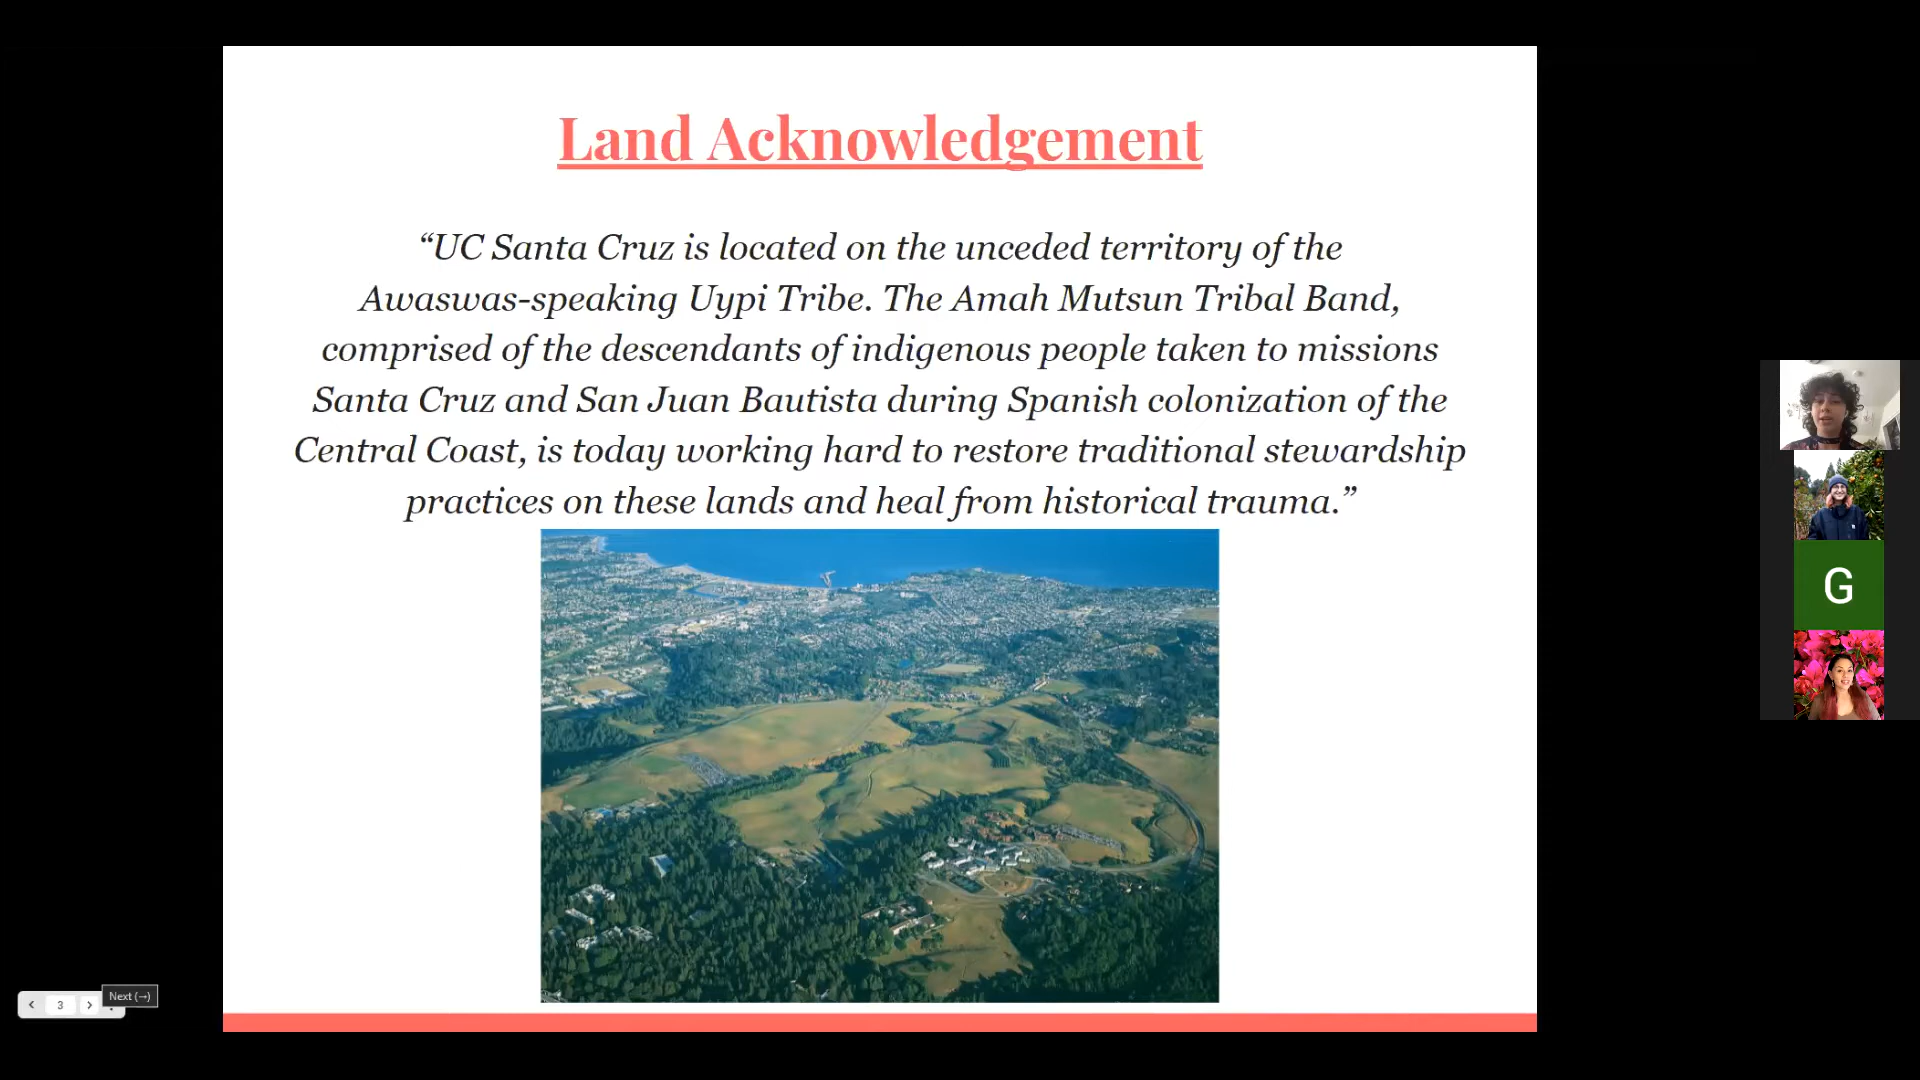 Land Acknowledgement
“UC Santa Cruz is located on the unceded territory of the
Awaswas-speaking Uypi Tribe. The Amah Mutsun Tribal Band,
comprised of the descendants of indigenous people taken to missions
Santa Cruz and San Juan Bautista during Spanish colonization of the
Central Coast, is today working hard to restore traditional stewardship
practices on these lands and heal from historical trauma.”
G
3
Next (→)